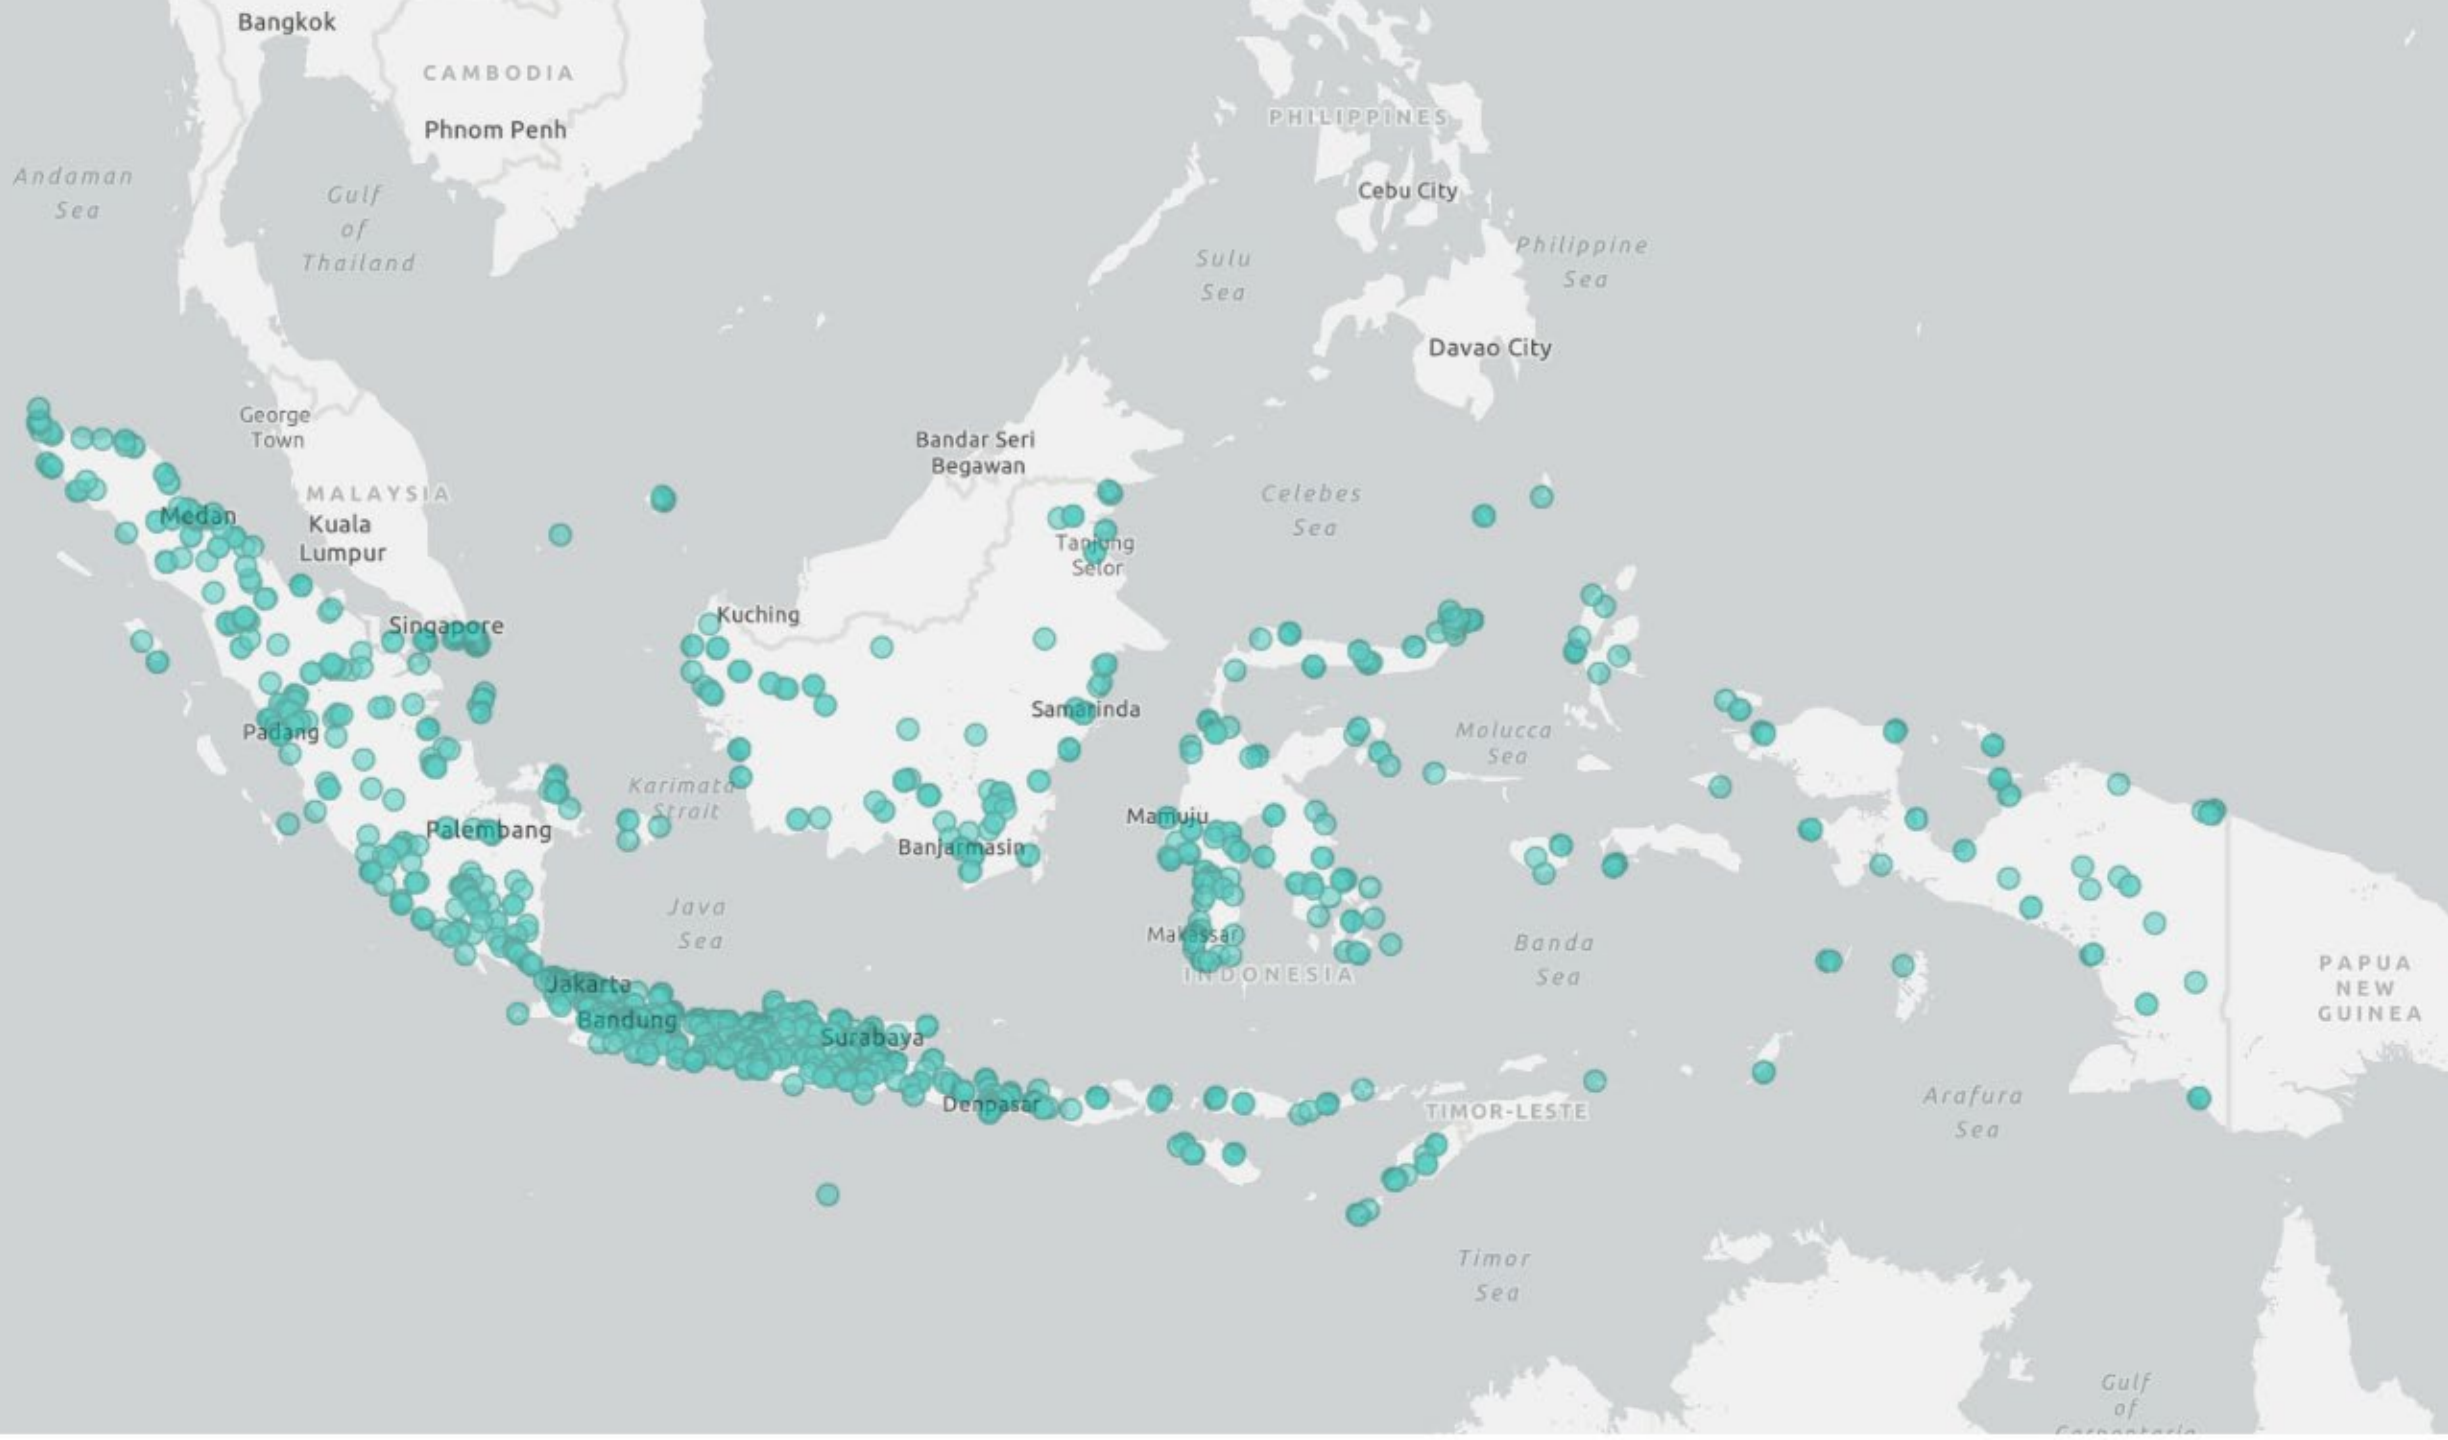 Bangkok
CAMBODIA
Phnom Penh
PHILIPPINES
Andaman
Sea
Gulf
of
Thailand
Cebu City
Sulu
Sea
Philippine
Sea
Davao City
George
Town
Bandar Seri
Begawan
MALAYSIA
Medan
Kuala
Lumpur
Celebes
Sea
Tanjung
Selor
Singapore
Kuching
Samarinda
Padang
Molucca
Sea
Karimata
Strait
Palembang
Mamuju
Banjarmasin
Java
Sea
Makassar
INDONESIA
Banda
Sea
PAPUA
NEW
GUINEA
Jakarta
Bandung
Surabaya
Denpasar
TIMOR-LESTE
Arafura
Sea
Timor
Sea
Gulf
of